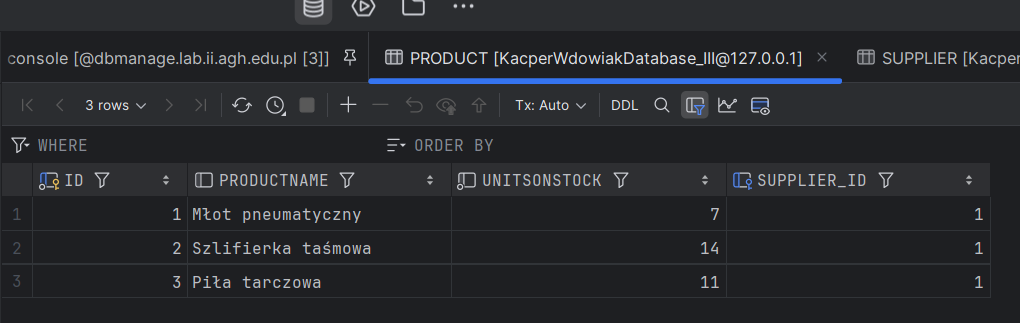 console [@dbmanage.lab.ii.agh.edu.pl [3]] PRODUCT [KacperWdowiakDatabase_III@127.0.0.1] SUPPLIER [Kacper
3 rows Tx: Auto DDL
WHERE ORDER BY
ID PRODUCTNAME UNITSONSTOCK SUPPLIER_ID
1 1 Młot pneumatyczny 7 1
2 2 Szlifierka taśmowa 14 1
3 3 Piła tarczowa 11 1